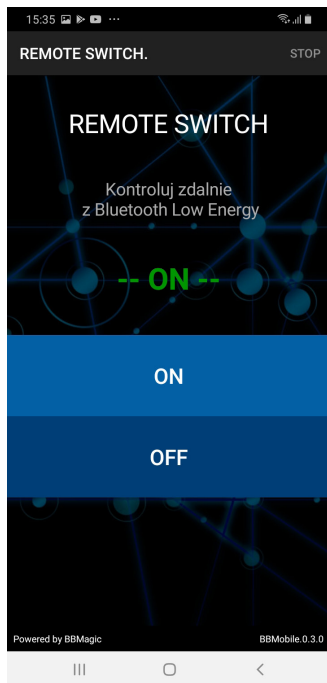 15:35
REMOTE SWITCH.
STOP
REMOTE SWITCH
Kontroluj zdalnie
z Bluetooth Low Energy
-- ON --
ON
OFF
Powered by BBMagic
BBMobile.0.3.0